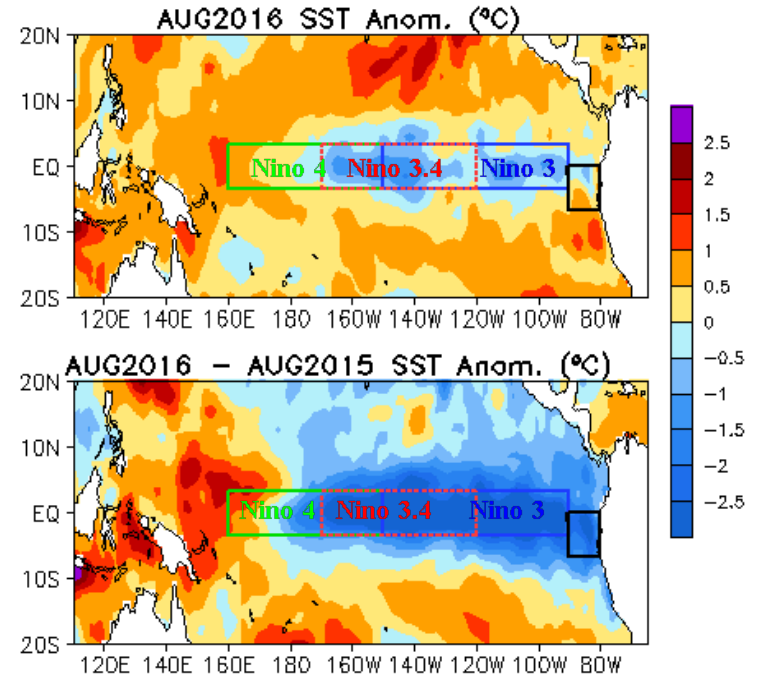 AUG2016 SST Anom. (ºC)
20N
10N
EQ
10S
20S
Nino 4
Nino 3.4
Nino 3
120E 140E 160E 180 160W 140W 120W 100W 80W
AUG2016 – AUG2015 SST Anom. (ºC)
20N
10N
EQ
10S
20S
Nino 4
Nino 3.4
Nino 3
120E 140E 160E 180 160W 140W 120W 100W 80W
2.5
2
1.5
1
0.5
0
−0.5
−1
−1.5
−2
−2.5